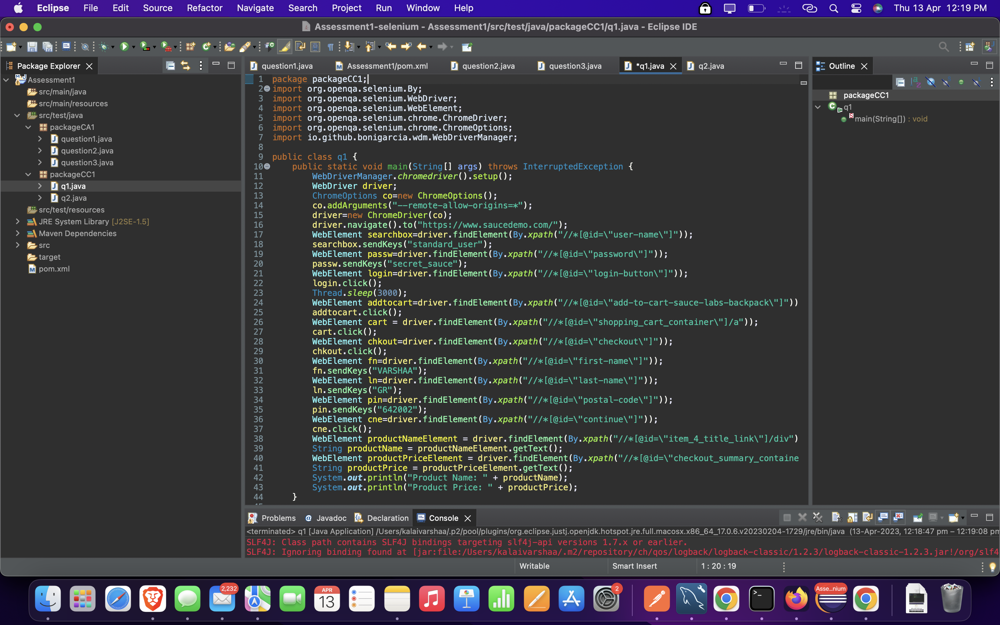 Eclipse File Edit Source Refactor Navigate Search Project Run Window Help Thu 13 Apr 12:19 PM
Assessment1-selenium - Assessment1/src/test/java/packageCC1/q1.java - Eclipse IDE
Package Explorer
Assessment1
src/main/java
src/main/resources
src/test/java
packageCA1
question1.java
question2.java
question3.java
packageCC1
q1.java
q2.java
src/test/resources
JRE System Library [J2SE-1.5]
Maven Dependencies
src
target
pom.xml
question1.java Assessment1/pom.xml question2.java question3.java *q1.java q2.java
1 package packageCC1;
2 import org.openqa.selenium.By;
3 import org.openqa.selenium.WebDriver;
4 import org.openqa.selenium.WebElement;
5 import org.openqa.selenium.chrome.ChromeDriver;
6 import org.openqa.selenium.chrome.ChromeOptions;
7 import io.github.bonigarcia.wdm.WebDriverManager;
8
9 public class q1 {
10 public static void main(String[] args) throws InterruptedException {
11 WebDriverManager.chromedriver().setup();
12 WebDriver driver;
13 ChromeOptions co=new ChromeOptions();
14 co.addArguments("--remote-allow-origins=*");
15 driver=new ChromeDriver(co);
16 driver.navigate().to("https://www.saucedemo.com/");
17 WebElement searchbox=driver.findElement(By.xpath("//*[@id=\"user-name\"]"));
18 searchbox.sendKeys("standard_user");
19 WebElement passw=driver.findElement(By.xpath("//*[@id=\"password\"]"));
20 passw.sendKeys("secret_sauce");
21 WebElement login=driver.findElement(By.xpath("//*[@id=\"login-button\"]"));
22 login.click();
23 Thread.sleep(3000);
24 WebElement addtocart=driver.findElement(By.xpath("//*[@id=\"add-to-cart-sauce-labs-backpack\"]"))
25 addtocart.click();
26 WebElement cart = driver.findElement(By.xpath("//*[@id=\"shopping_cart_container\"]/a"));
27 cart.click();
28 WebElement chkout=driver.findElement(By.xpath("//*[@id=\"checkout\"]"));
29 chkout.click();
30 WebElement fn=driver.findElement(By.xpath("//*[@id=\"first-name\"]"));
31 fn.sendKeys("VARSHAA");
32 WebElement ln=driver.findElement(By.xpath("//*[@id=\"last-name\"]"));
33 ln.sendKeys("GR");
34 WebElement pin=driver.findElement(By.xpath("//*[@id=\"postal-code\"]"));
35 pin.sendKeys("642002");
36 WebElement cne=driver.findElement(By.xpath("//*[@id=\"continue\"]"));
37 cne.click();
38 WebElement productNameElement = driver.findElement(By.xpath("//*[@id=\"item_4_title_link\"]/div")
39 String productName = productNameElement.getText();
40 WebElement productPriceElement = driver.findElement(By.xpath("//*[@id=\"checkout_summary_containe
41 String productPrice = productPriceElement.getText();
42 System.out.println("Product Name: " + productName);
43 System.out.println("Product Price: " + productPrice);
44 }
Outline
packageCC1
q1
main(String[]) : void
Problems Javadoc Declaration Console
<terminated> q1 [Java Application] /Users/kalaivarshaa/.p2/pool/plugins/org.eclipse.justj.openjdk.hotspot.jre.full.macosx.x86_64_17.0.6.v20230204-1729/jre/bin/java (13-Apr-2023, 12:18:47 pm – 12:19:08 pm
SLF4J: Class path contains SLF4J bindings targeting slf4j-api versions 1.7.x or earlier.
SLF4J: Ignoring binding found at [jar:file:/Users/kalaivarshaa/.m2/repository/ch/qos/logback/logback-classic/1.2.3/logback-classic-1.2.3.jar!/org/slf4
Writable Smart Insert 1 : 20 : 19
2,232
APR
13
2
Asse...nium
DOCX